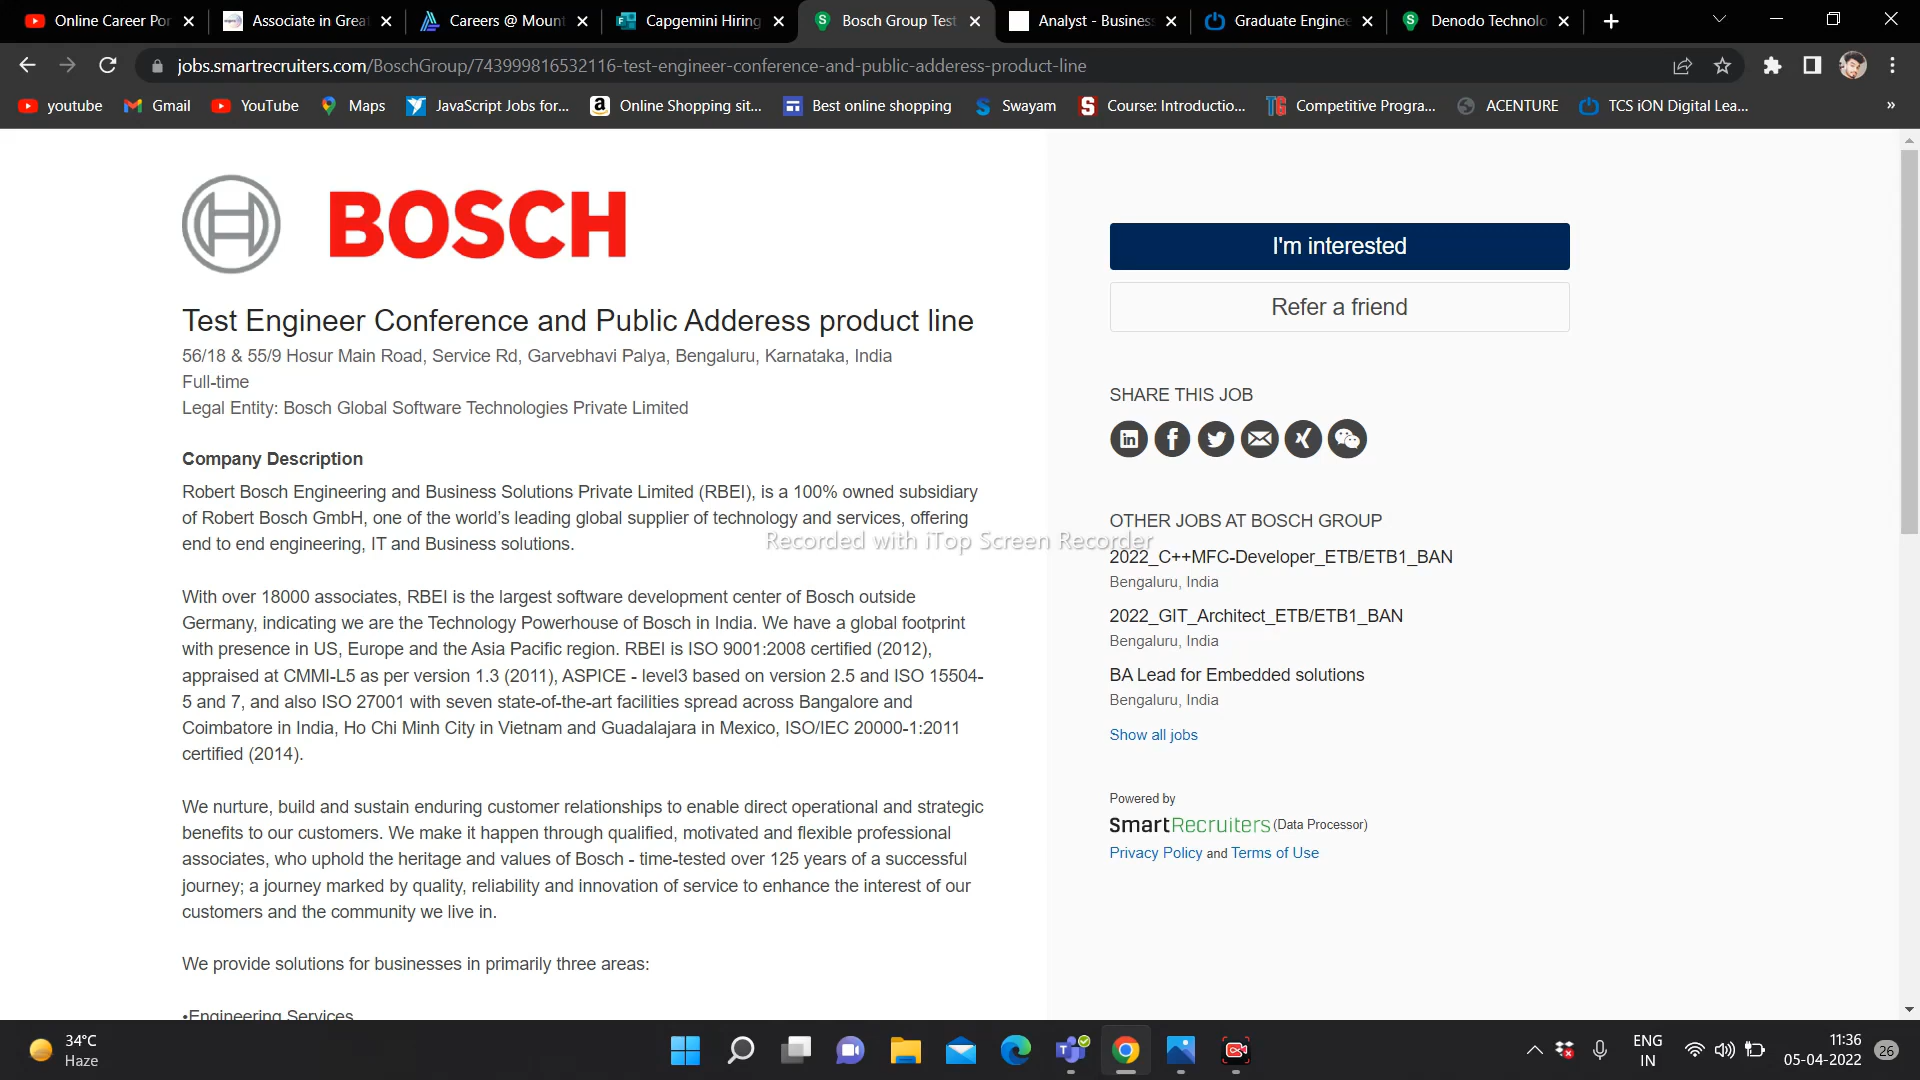 Online Career Por
Associate in Grea
Careers @ Mount
Capgemini Hiring
Bosch Group Test
Analyst - Business
Graduate Enginee
Denodo Technolo
jobs.smartrecruiters.com/BoschGroup/743999816532116-test-engineer-conference-and-public-adderess-product-line
youtube
Gmail
YouTube
Maps
JavaScript Jobs for...
Online Shopping sit...
Best online shopping
Swayam
Course: Introductio...
Competitive Progra...
ACENTURE
TCS iON Digital Lea...
»
BOSCH
Test Engineer Conference and Public Adderess product line
56/18 & 55/9 Hosur Main Road, Service Rd, Garvebhavi Palya, Bengaluru, Karnataka, India
Full-time
Legal Entity: Bosch Global Software Technologies Private Limited
Company Description
Robert Bosch Engineering and Business Solutions Private Limited (RBEI), is a 100% owned subsidiary
of Robert Bosch GmbH, one of the world’s leading global supplier of technology and services, offering
end to end engineering, IT and Business solutions.
With over 18000 associates, RBEI is the largest software development center of Bosch outside
Germany, indicating we are the Technology Powerhouse of Bosch in India. We have a global footprint
with presence in US, Europe and the Asia Pacific region. RBEI is ISO 9001:2008 certified (2012),
appraised at CMMI-L5 as per version 1.3 (2011), ASPICE - level3 based on version 2.5 and ISO 15504-
5 and 7, and also ISO 27001 with seven state-of-the-art facilities spread across Bangalore and
Coimbatore in India, Ho Chi Minh City in Vietnam and Guadalajara in Mexico, ISO/IEC 20000-1:2011
certified (2014).
We nurture, build and sustain enduring customer relationships to enable direct operational and strategic
benefits to our customers. We make it happen through qualified, motivated and flexible professional
associates, who uphold the heritage and values of Bosch - time-tested over 125 years of a successful
journey; a journey marked by quality, reliability and innovation of service to enhance the interest of our
customers and the community we live in.
We provide solutions for businesses in primarily three areas:
•Engineering Services
Recorded with iTop Screen Recorder
I'm interested
Refer a friend
SHARE THIS JOB
OTHER JOBS AT BOSCH GROUP
2022_C++MFC-Developer_ETB/ETB1_BAN
Bengaluru, India
2022_GIT_Architect_ETB/ETB1_BAN
Bengaluru, India
BA Lead for Embedded solutions
Bengaluru, India
Show all jobs
Powered by
SmartRecruiters (Data Processor)
Privacy Policy and Terms of Use
34°C
Haze
ENG
IN
11:36
05-04-2022
26